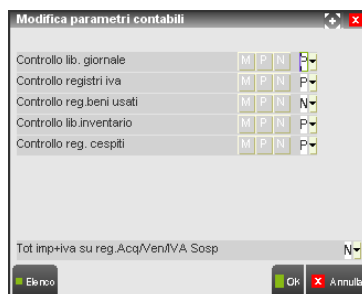 Modifica parametri contabili
Controllo lib. giornale M P N P
Controllo registri iva M P N P
Controllo reg.beni usati M P N N
Controllo lib.inventario M P N P
Controllo reg. cespiti M P N P
Tot imp+iva su reg.Acq/Ven/IVA Sosp N
Elenco Ok Annulla